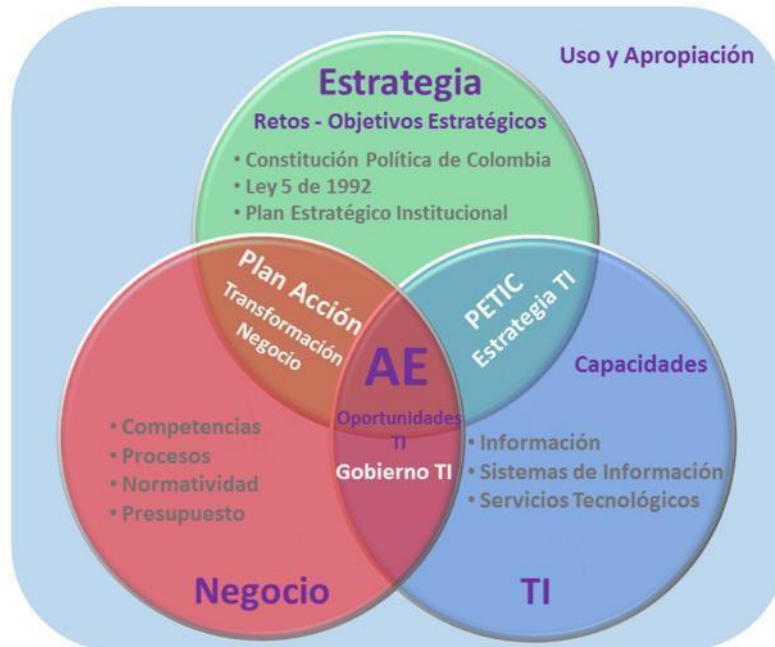 Uso y Apropiación
Estrategia
Retos - Objetivos Estratégicos
• Constitución Política de Colombia
• Ley 5 de 1992
• Plan Estratégico Institucional
Plan Acción
Transformación
Negocio
PETIC
Estrategia TI
AE
Oportunidades
TI
Gobierno TI
Capacidades
• Competencias
• Procesos
• Normatividad
• Presupuesto
• Información
• Sistemas de Información
• Servicios Tecnológicos
Negocio
TI